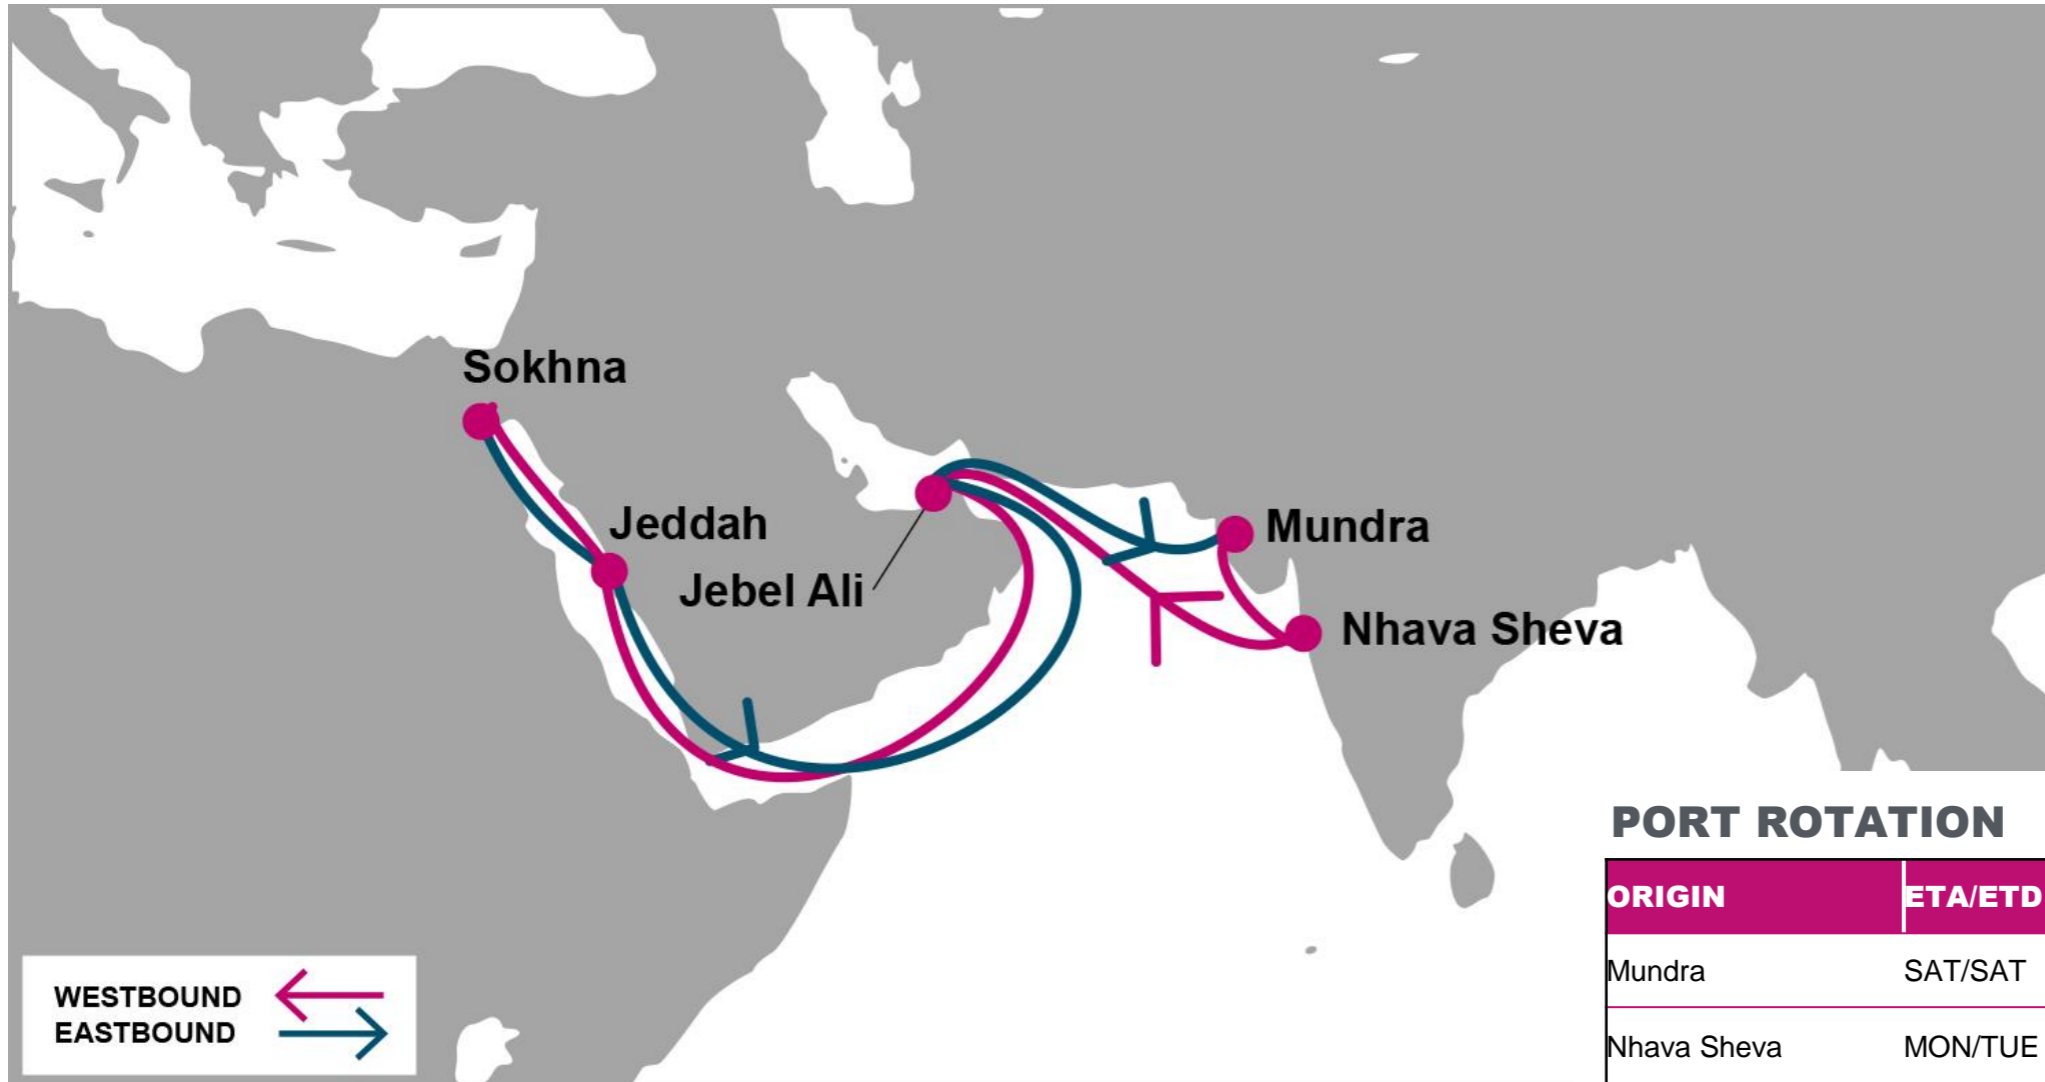 Sokhna
Jeddah
Jebel Ali
Mundra
Nhava Sheva
WESTBOUND
EASTBOUND
PORT ROTATION
ORIGIN ETA/ETD
Mundra SAT/SAT
Nhava Sheva MON/TUE